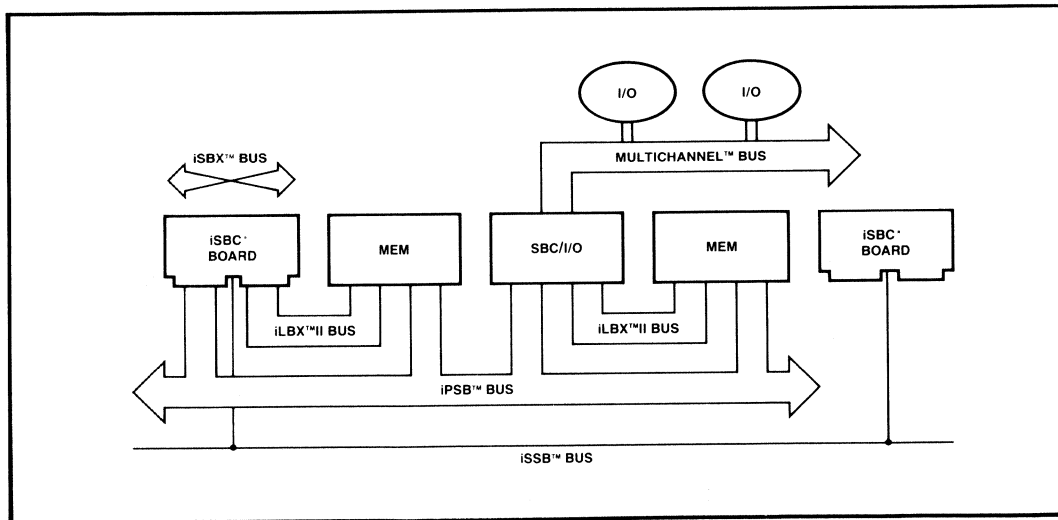 I/O
I/O
iSBX™ BUS
MULTICHANNEL™ BUS
iSBC*
BOARD
MEM
SBC/I/O
MEM
iSBC*
BOARD
iLBX™II BUS
iLBX™II BUS
iPSB™ BUS
iSSB™ BUS